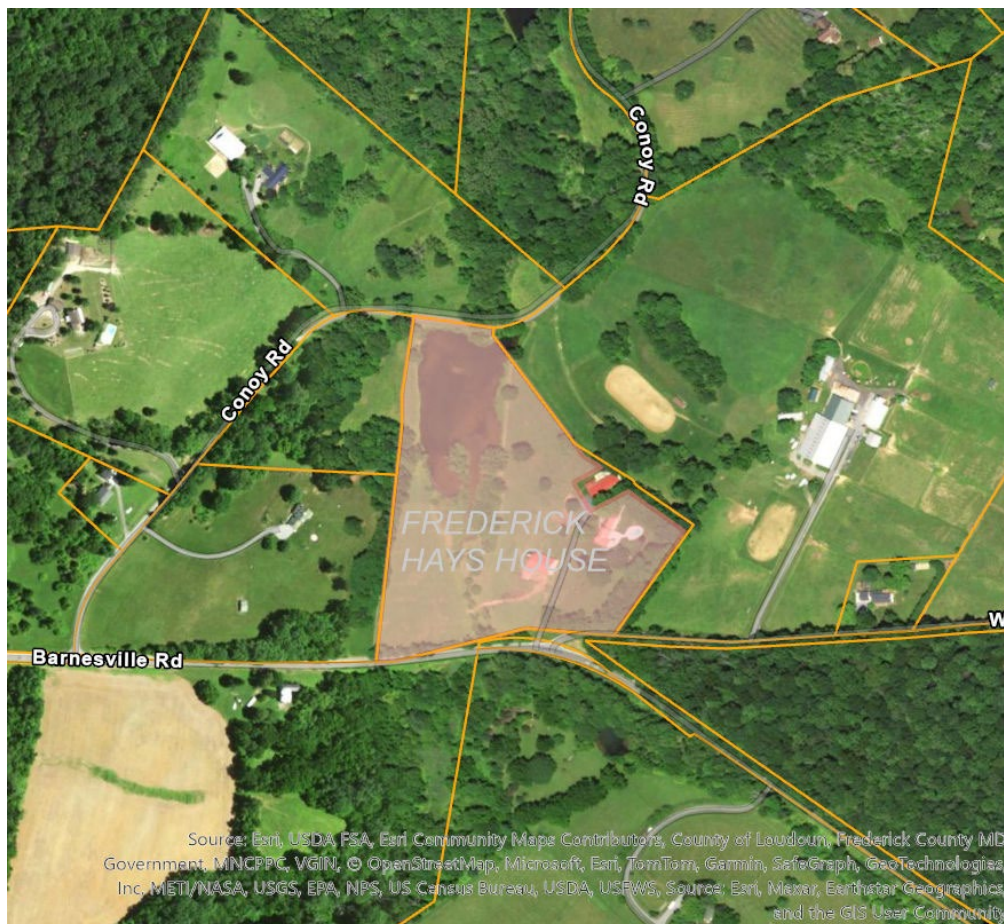 Conoy Rd
Conoy Rd
FREDERICK
HAYS HOUSE
W
Barnesville Rd
Source: Esri, USDA FSA, Esri Community Maps Contributors, County of Loudoun, Frederick County MD
Government, MNCPPC, VGIN, © OpenStreetMap, Microsoft, Esri, TomTom, Garmin, SafeGraph, GeoTechnologies,
Inc, METI/NASA, USGS, EPA, NPS, US Census Bureau, USDA, USFWS, Source: Esri, Maxar, Earthstar Geographics
and the GIS User Community